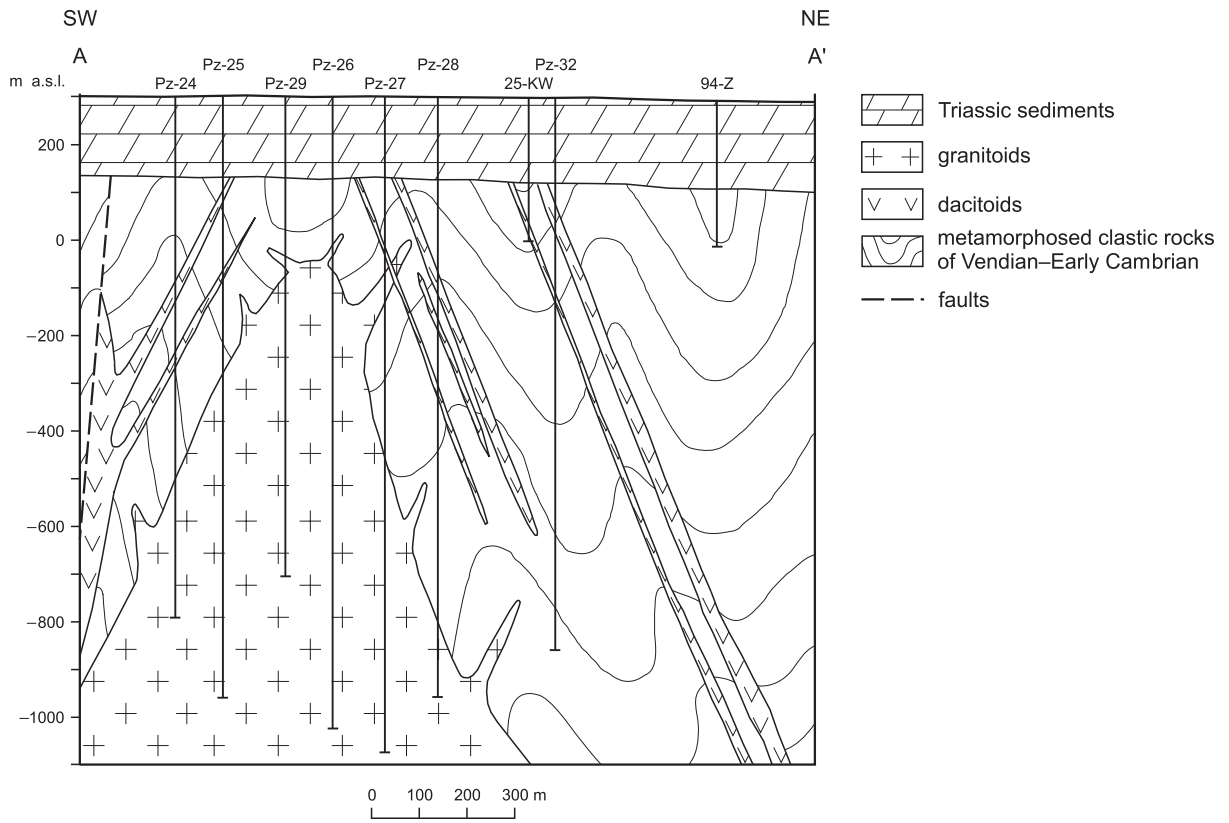 SW NE
A A'
m a.s.l.
Pz-25 Pz-26 Pz-28 Pz-32
Pz-24 Pz-29 Pz-27 25-KW 94-Z
200
0
−200
−400
−600
−800
−1000
Triassic sediments
granitoids
dacitoids
metamorphosed clastic rocks
of Vendian–Early Cambrian
faults
0 100 200 300 m